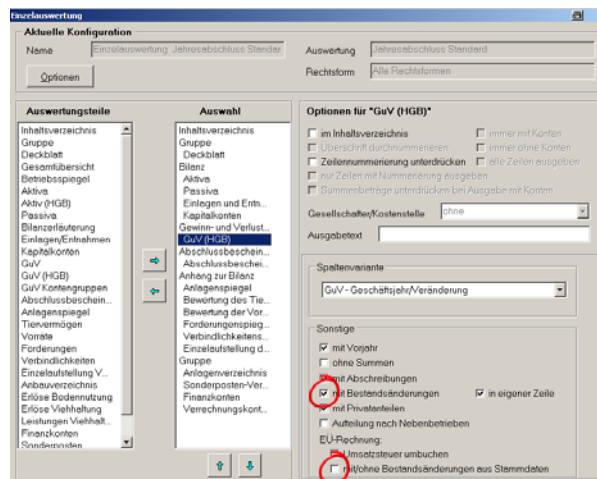 Einzelauswertung
Aktuelle Konfiguration
Name Einzelauswertung Jahresabschluss Standar
Auswertung Jahresabschluss Standard
Optionen
Rechtsform Alle Rechtsformen
Auswertungsteile
Inhaltsverzeichnis
Gruppe
Deckblatt
Gesamtübersicht
Betriebsspiegel
Aktiva
Aktiv (HGB)
Passiva
Bilanzerläuterung
Einlagen/Entnahmen
Kapitalkonten
GuV
GuV (HGB)
GuV Kontengruppen
Abschlussbeschein...
Anlagenspiegel
Tiervermögen
Vorräte
Forderungen
Verbindlichkeiten
Einzelaufstellung V...
Anbauverzeichnis
Erlöse Bodennutzung
Erlöse Viehhaltung
Leistungen Viehhalt...
Finanzkonten
Sonderposten
Auswahl
Inhaltsverzeichnis
Gruppe
Deckblatt
Bilanz
Aktiva
Passiva
Einlagen und Entn...
Kapitalkonten
Gewinn- und Verlust...
GuV (HGB)
Abschlussbeschein...
Abschlussbeschei...
Anhang zur Bilanz
Anlagenspiegel
Bewertung des Tie...
Bewertung der Vor...
Forderungenspieg...
Verbindlichkeitens...
Einzelaufstellung d...
Gruppe
Anlagenverzeichnis
Sonderposten-Ver...
Finanzkonten
Verrechnungskont...
Optionen für "GuV (HGB)"
im Inhaltsverzeichnis immer mit Konten
Überschrift durchnummerieren immer ohne Konten
Zeilennummerierung unterdrücken alle Zeilen ausgeben
nur Zeilen mit Nummerierung ausgeben
Summenbeträge unterdrücken bei Ausgabe mit Konten
Gesellschafter/Kostenstelle ohne
Ausgabetext
Spaltenvariante
GuV - Geschäftsjahr/Veränderung
Sonstige
mit Vorjahr
ohne Summen
mit Abschreibungen
mit Bestandsänderungen in eigener Zeile
mit Privatanteilen
Aufteilung nach Nebenbetrieben
EÜ-Rechnung:
Umsatzsteuer umbuchen
mit/ohne Bestandsänderungen aus Stammdaten